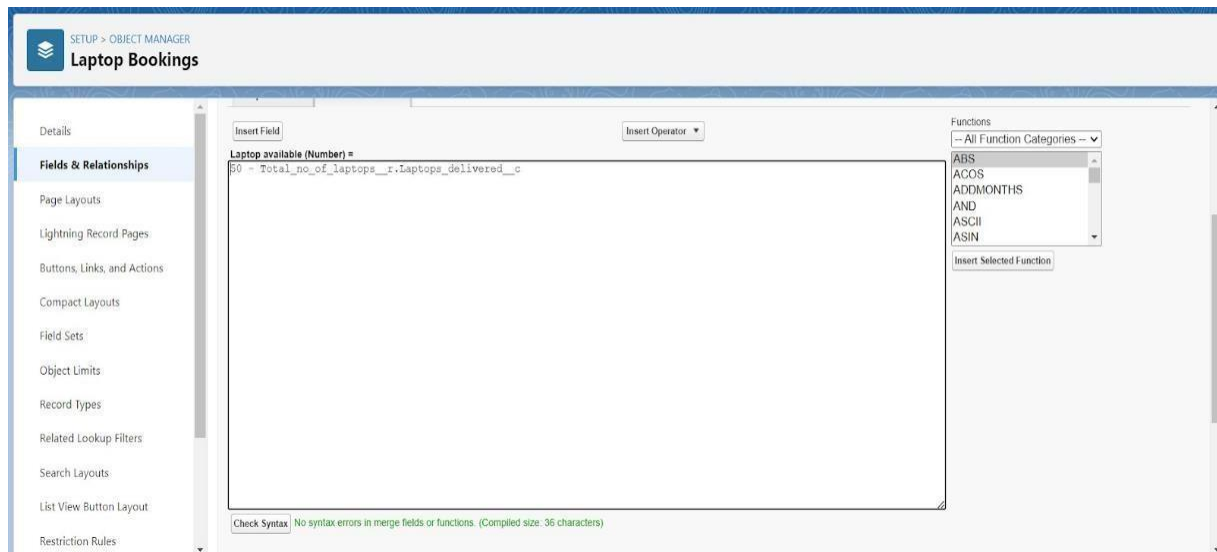 SETUP > OBJECT MANAGER
Laptop Bookings
Details
Fields & Relationships
Page Layouts
Lightning Record Pages
Buttons, Links, and Actions
Compact Layouts
Field Sets
Object Limits
Record Types
Related Lookup Filters
Search Layouts
List View Button Layout
Restriction Rules
Insert Field
Insert Operator
Laptop available (Number) =
50 - Total_no_of_laptops__r.Laptops_delivered__c
Functions
-- All Function Categories --
ABS
ACOS
ADDMONTHS
AND
ASCII
ASIN
Insert Selected Function
Check Syntax No syntax errors in merge fields or functions. (Compiled size: 36 characters)